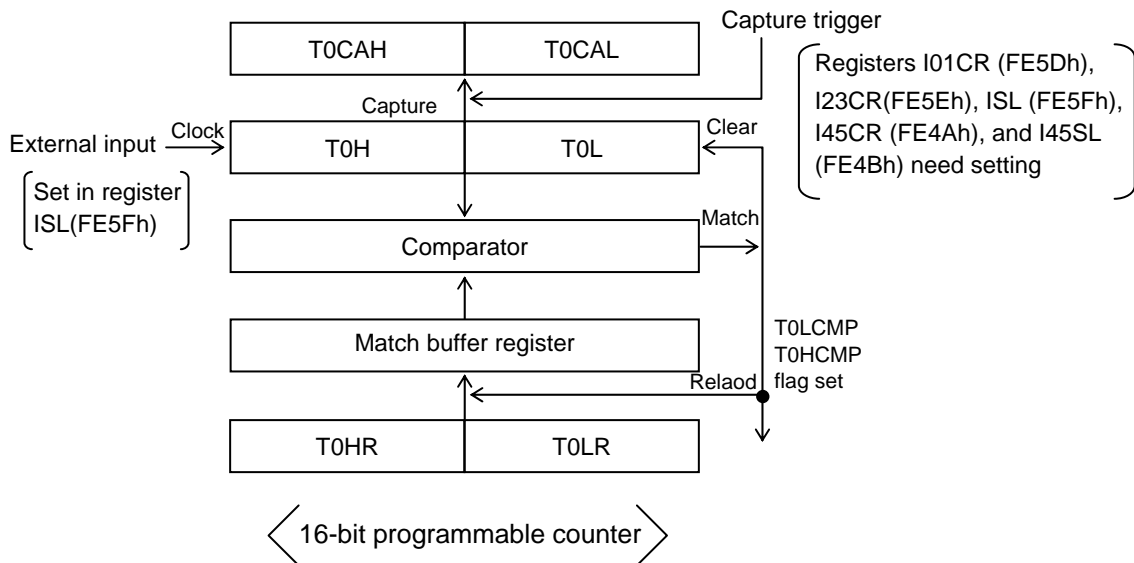 Capture trigger
T0CAH
T0CAL
Registers I01CR (FE5Dh),
I23CR(FE5Eh), ISL (FE5Fh),
I45CR (FE4Ah), and I45SL
(FE4Bh) need setting
Capture
External input
Clock
T0H
T0L
Clear
Set in register
ISL(FE5Fh)
Comparator
Match
Match buffer register
T0LCMP
T0HCMP
flag set
Relaod
T0HR
T0LR
16-bit programmable counter